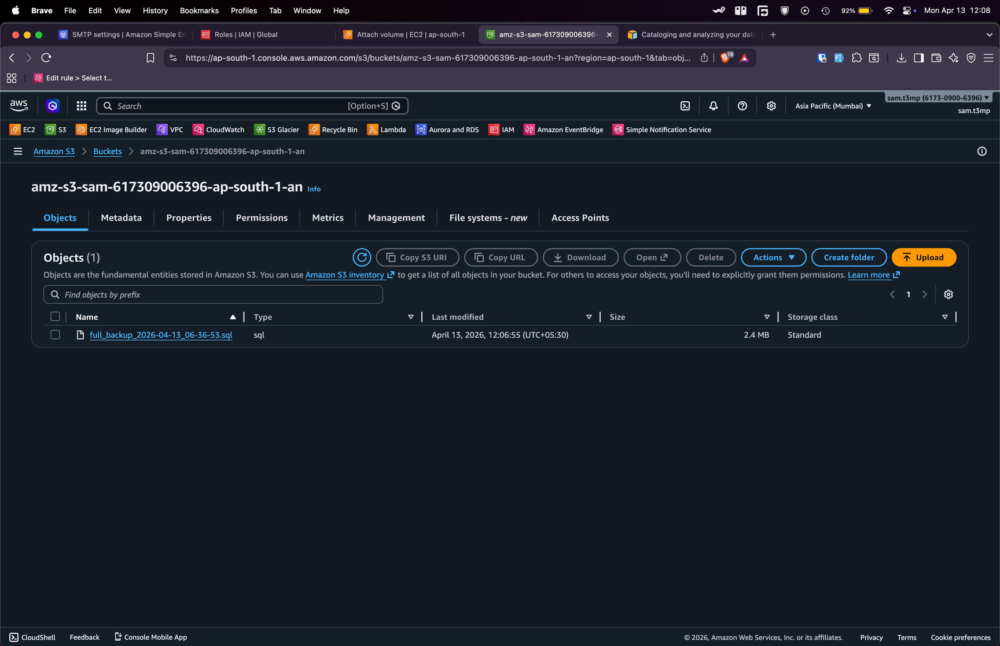 Brave File Edit View History Bookmarks Profiles Tab Window Help 92% Mon Apr 13 12:08
SMTP settings | Amazon Simple Em Roles | IAM | Global Attach volume | EC2 | ap-south-1 amz-s3-sam-617309006396- Cataloging and analyzing your data
https://ap-south-1.console.aws.amazon.com/s3/buckets/amz-s3-sam-617309006396-ap-south-1-an?region=ap-south-1&tab=obj... 79
Edit rule > Select t...
aws Search [Option+S] Asia Pacific (Mumbai) sam.t3mp (6173-0900-6396)
sam.t3mp
EC2 S3 EC2 Image Builder VPC CloudWatch S3 Glacier Recycle Bin Lambda Aurora and RDS IAM Amazon EventBridge Simple Notification Service
Amazon S3 > Buckets > amz-s3-sam-617309006396-ap-south-1-an
amz-s3-sam-617309006396-ap-south-1-an Info
Objects Metadata Properties Permissions Metrics Management File systems - new Access Points
Objects (1) Copy S3 URI Copy URL Download Open Delete Actions Create folder Upload
Objects are the fundamental entities stored in Amazon S3. You can use Amazon S3 inventory to get a list of all objects in your bucket. For others to access your objects, you'll need to explicitly grant them permissions. Learn more
Find objects by prefix 1
Name Type Last modified Size Storage class
full_backup_2026-04-13_06-36-53.sql sql April 13, 2026, 12:06:55 (UTC+05:30) 2.4 MB Standard
CloudShell Feedback Console Mobile App © 2026, Amazon Web Services, Inc. or its affiliates. Privacy Terms Cookie preferences